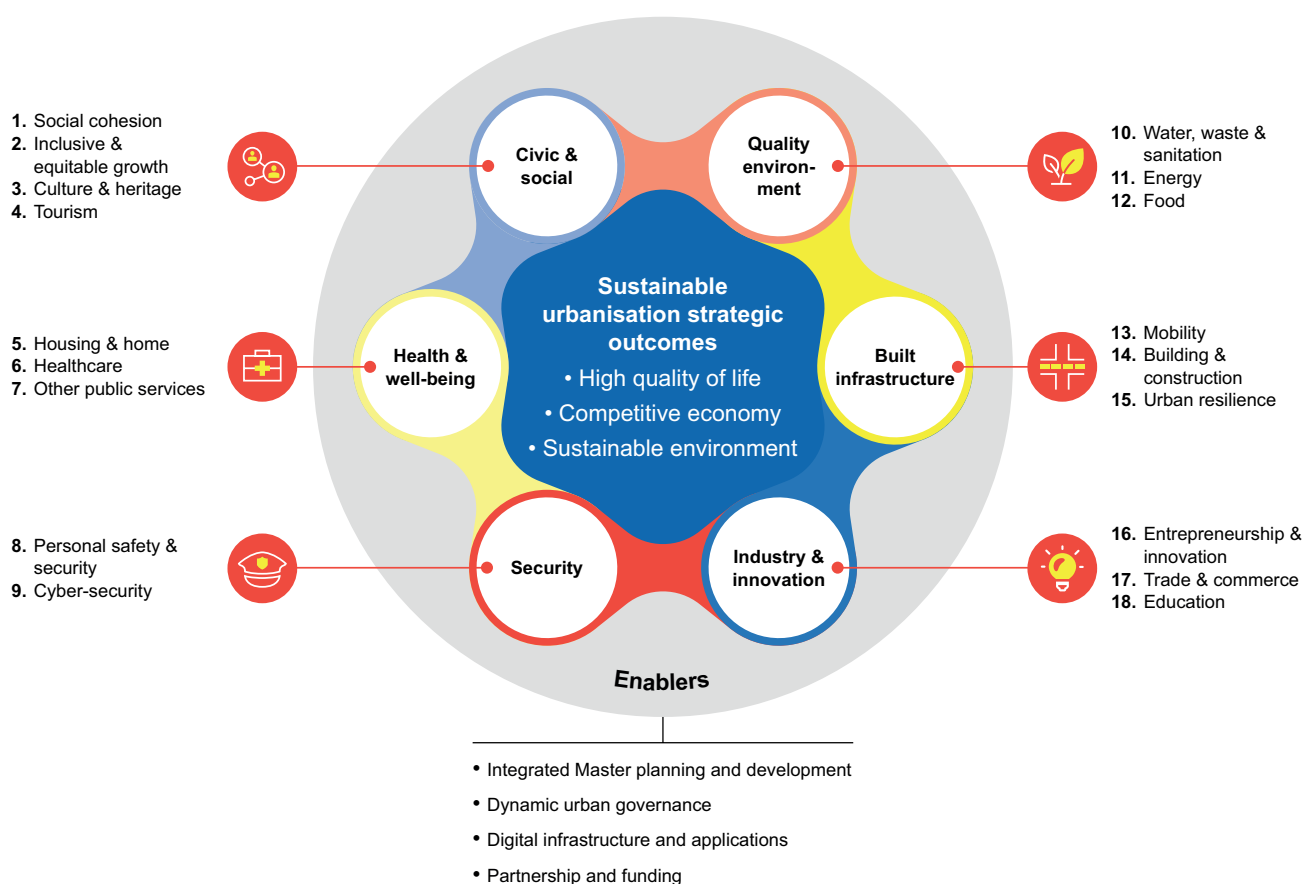 1. Social cohesion
2. Inclusive &
equitable growth
3. Culture & heritage
4. Tourism
5. Housing & home
6. Healthcare
7. Other public services
8. Personal safety &
security
9. Cyber-security
Civic &
social
Quality
environ-
ment
Health &
well-being
Sustainable
urbanisation strategic
outcomes
• High quality of life
• Competitive economy
• Sustainable environment
Built
infrastructure
Security
Industry &
innovation
Enablers
10. Water, waste &
sanitation
11. Energy
12. Food
13. Mobility
14. Building &
construction
15. Urban resilience
16. Entrepreneurship &
innovation
17. Trade & commerce
18. Education
• Integrated Master planning and development
• Dynamic urban governance
• Digital infrastructure and applications
• Partnership and funding